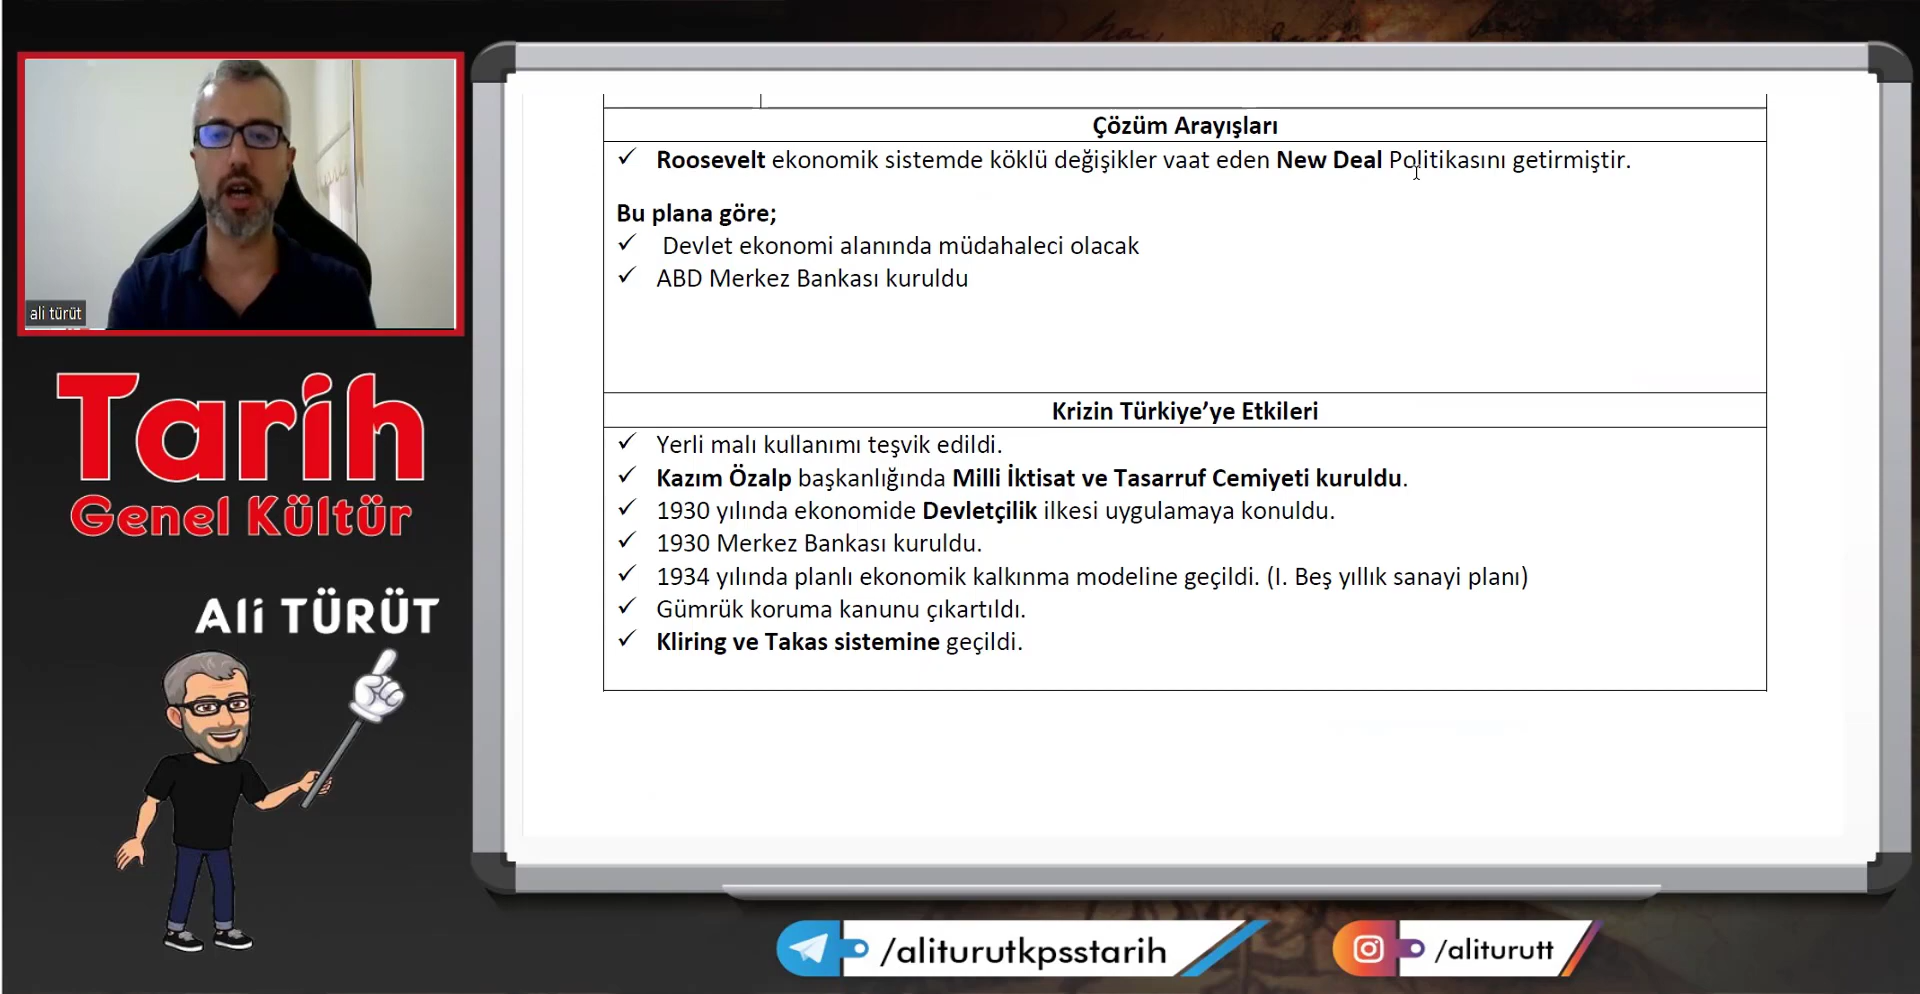 ali türüt
Tarih
Genel Kültür
Ali TÜRÜT
Çözüm Arayışları
✓ Roosevelt ekonomik sistemde köklü değişikler vaat eden New Deal Politikasını getirmiştir.
Bu plana göre;
✓ Devlet ekonomi alanında müdahaleci olacak
✓ ABD Merkez Bankası kuruldu
Krizin Türkiye’ye Etkileri
✓ Yerli malı kullanımı teşvik edildi.
✓ Kazım Özalp başkanlığında Milli İktisat ve Tasarruf Cemiyeti kuruldu.
✓ 1930 yılında ekonomide Devletçilik ilkesi uygulamaya konuldu.
✓ 1930 Merkez Bankası kuruldu.
✓ 1934 yılında planlı ekonomik kalkınma modeline geçildi. (I. Beş yıllık sanayi planı)
✓ Gümrük koruma kanunu çıkartıldı.
✓ Kliring ve Takas sistemine geçildi.
/aliturutkpsstarih
/aliturutt